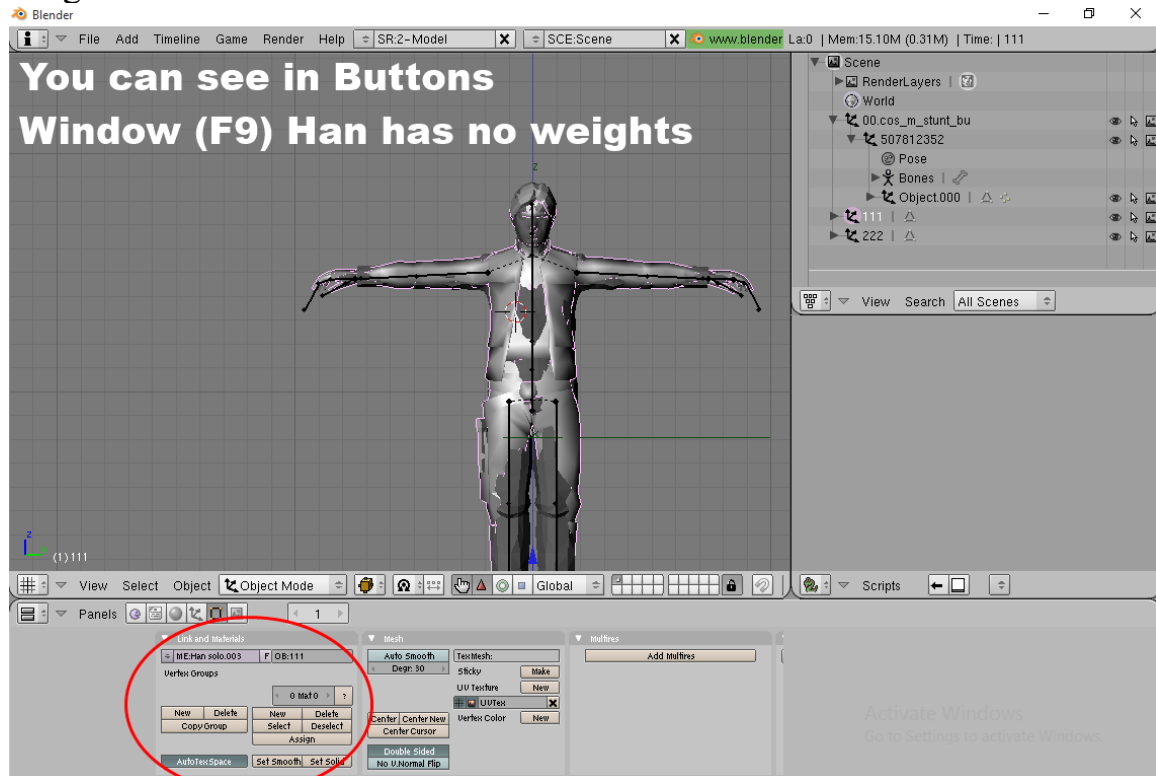 Blender
File Add Timeline Game Render Help SR:2-Model SCE:Scene www.blender La:0 | Mem:15.10M (0.31M) | Time: | 111
You can see in Buttons
Window (F9) Han has no weights
Scene
RenderLayers |
World
00.cos_m_stunt_bu
507812352
Pose
Bones |
Object.000 |
111 |
222 |
View Search All Scenes
z
z
(1) 111
View Select Object Object Mode Global
Scripts
Panels 1
Link and Materials
ME:Han solo.003 F OB:111
Vertex Groups
0 Mat 0 ?
New Delete New Delete
Copy Group Select Deselect
Assign
AutoTexSpace Set Smooth Set Solid
Mesh
Auto Smooth TexMesh:
Degr: 30 Sticky Make
UV Texture New
UVTex
Center Center New Vertex Color New
Center Cursor
Double Sided
No V.Normal Flip
Multires
Add Multires
Activate Windows
Go to Settings to activate Windows.